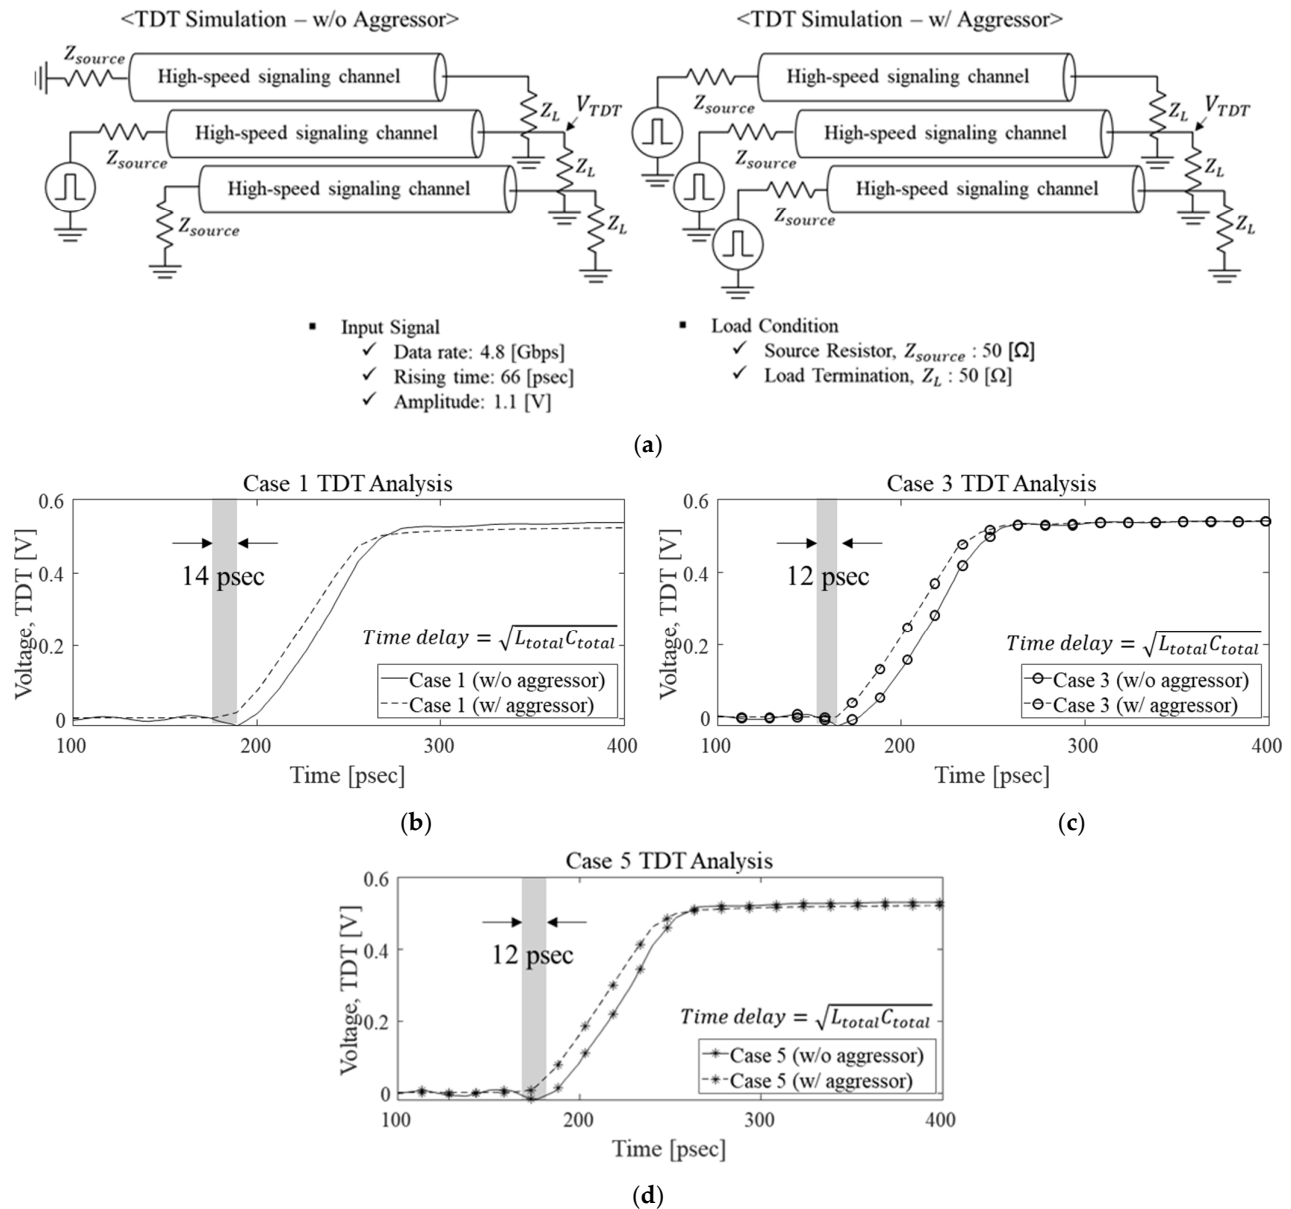 <TDT Simulation – w/o Aggressor>
<TDT Simulation – w/ Aggressor>
Z_source
High-speed signaling channel
Z_L
V_TDT
High-speed signaling channel
Z_source
Z_L
High-speed signaling channel
Z_source
Z_L
High-speed signaling channel
Z_source
Z_L
V_TDT
High-speed signaling channel
Z_source
Z_L
High-speed signaling channel
Z_source
Z_L
▪ Input Signal
✓ Data rate: 4.8 [Gbps]
✓ Rising time: 66 [psec]
✓ Amplitude: 1.1 [V]
▪ Load Condition
✓ Source Resistor, Z_source : 50 [Ω]
✓ Load Termination, Z_L : 50 [Ω]
(a)
Case 1 TDT Analysis
Voltage, TDT [V]
0.6
0.4
0.2
0
14 psec
Time delay = √L_total C_total
Case 1 (w/o aggressor)
Case 1 (w/ aggressor)
100
200
300
400
Time [psec]
(b)
Case 3 TDT Analysis
Voltage, TDT [V]
0.6
0.4
0.2
0
12 psec
Time delay = √L_total C_total
Case 3 (w/o aggressor)
Case 3 (w/ aggressor)
100
200
300
400
Time [psec]
(c)
Case 5 TDT Analysis
Voltage, TDT [V]
0.6
0.4
0.2
0
12 psec
Time delay = √L_total C_total
Case 5 (w/o aggressor)
Case 5 (w/ aggressor)
100
200
300
400
Time [psec]
(d)